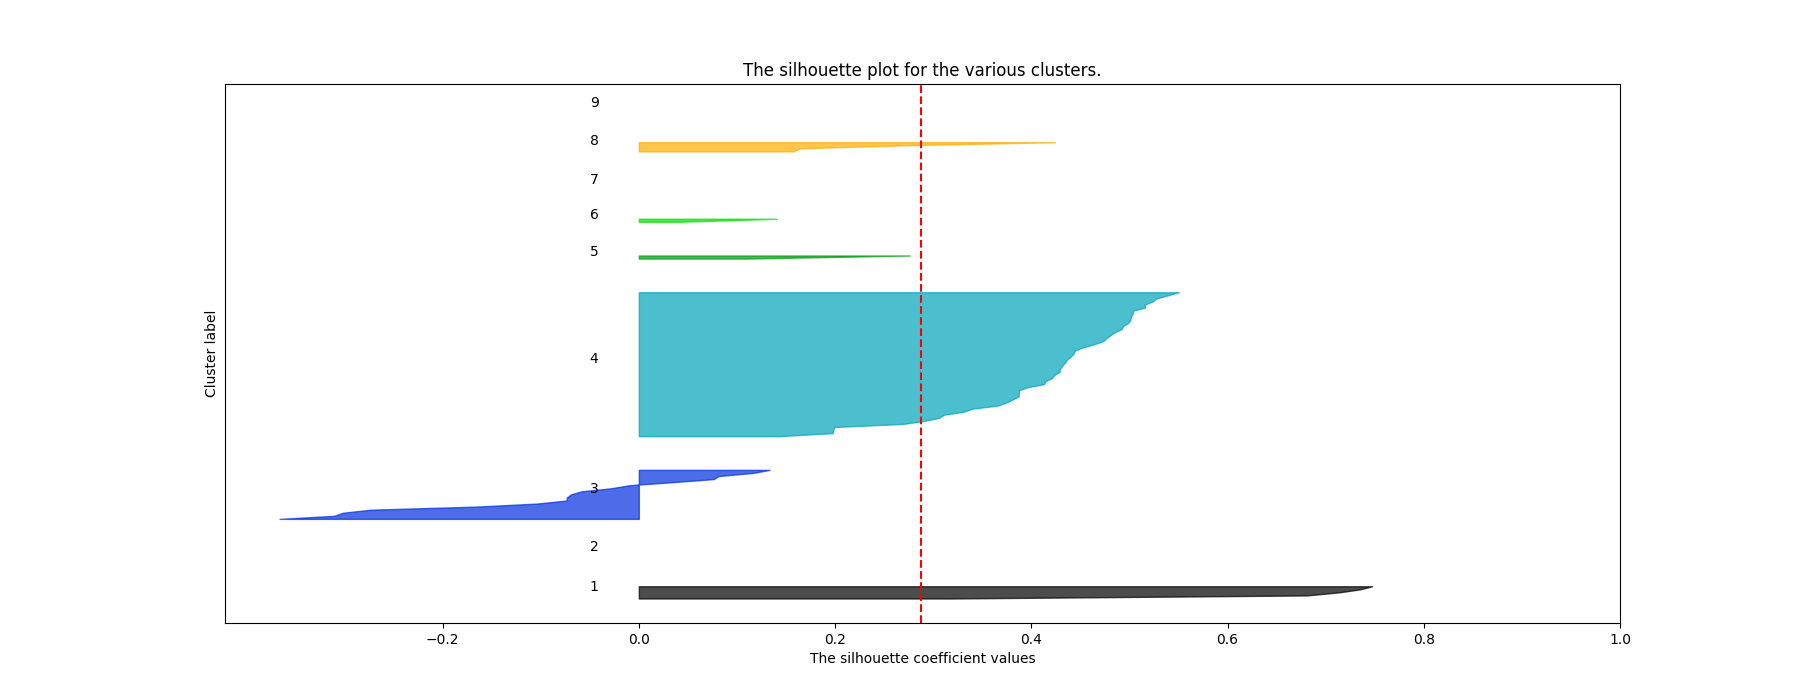 The silhouette plot for the various clusters.
9
8
7
6
5
4
3
2
1
Cluster label
−0.2 0.0 0.2 0.4 0.6 0.8 1.0
The silhouette coefficient values